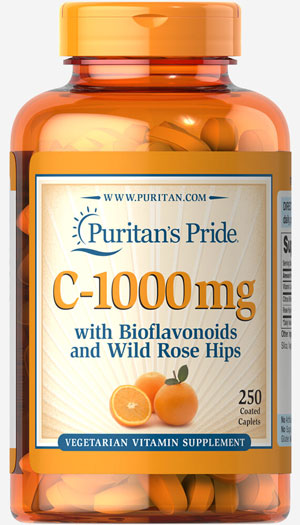 WWW.PURITAN.COM
Puritan's Pride®
C-1000mg
with Bioflavonoids
and Wild Rose Hips
250
Coated
Caplets
VEGETARIAN VITAMIN SUPPLEMENT